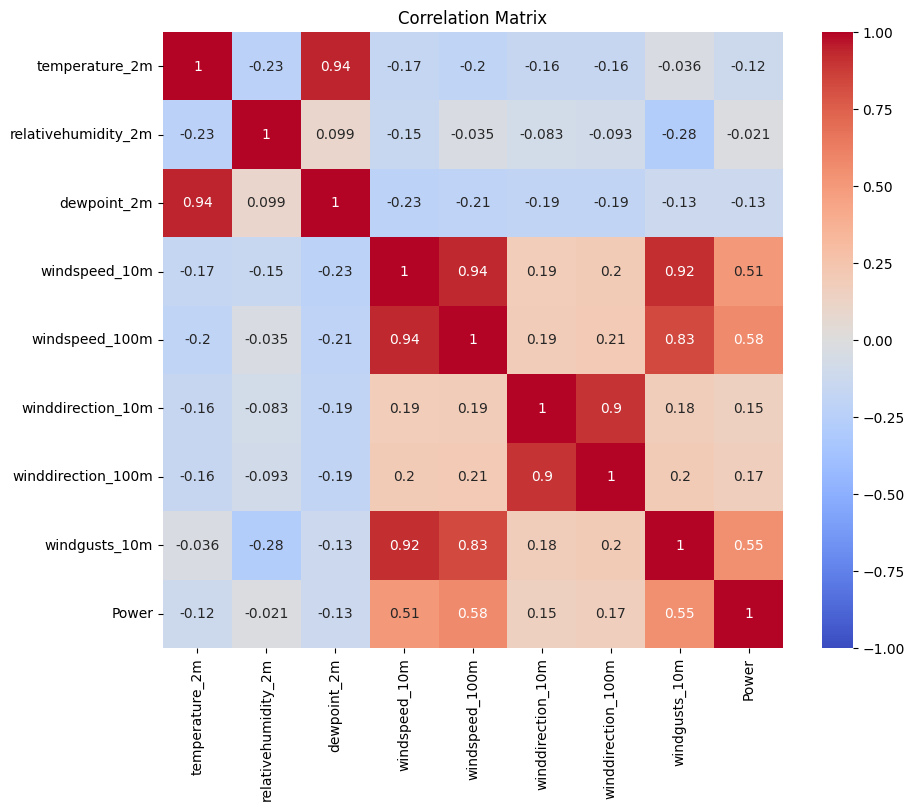 Correlation Matrix
temperature_2m 1 -0.23 0.94 -0.17 -0.2 -0.16 -0.16 -0.036 -0.12
relativehumidity_2m -0.23 1 0.099 -0.15 -0.035 -0.083 -0.093 -0.28 -0.021
dewpoint_2m 0.94 0.099 1 -0.23 -0.21 -0.19 -0.19 -0.13 -0.13
windspeed_10m -0.17 -0.15 -0.23 1 0.94 0.19 0.2 0.92 0.51
windspeed_100m -0.2 -0.035 -0.21 0.94 1 0.19 0.21 0.83 0.58
winddirection_10m -0.16 -0.083 -0.19 0.19 0.19 1 0.9 0.18 0.15
winddirection_100m -0.16 -0.093 -0.19 0.2 0.21 0.9 1 0.2 0.17
windgusts_10m -0.036 -0.28 -0.13 0.92 0.83 0.18 0.2 1 0.55
Power -0.12 -0.021 -0.13 0.51 0.58 0.15 0.17 0.55 1
temperature_2m
relativehumidity_2m
dewpoint_2m
windspeed_10m
windspeed_100m
winddirection_10m
winddirection_100m
windgusts_10m
Power
1.00
0.75
0.50
0.25
0.00
−0.25
−0.50
−0.75
−1.00